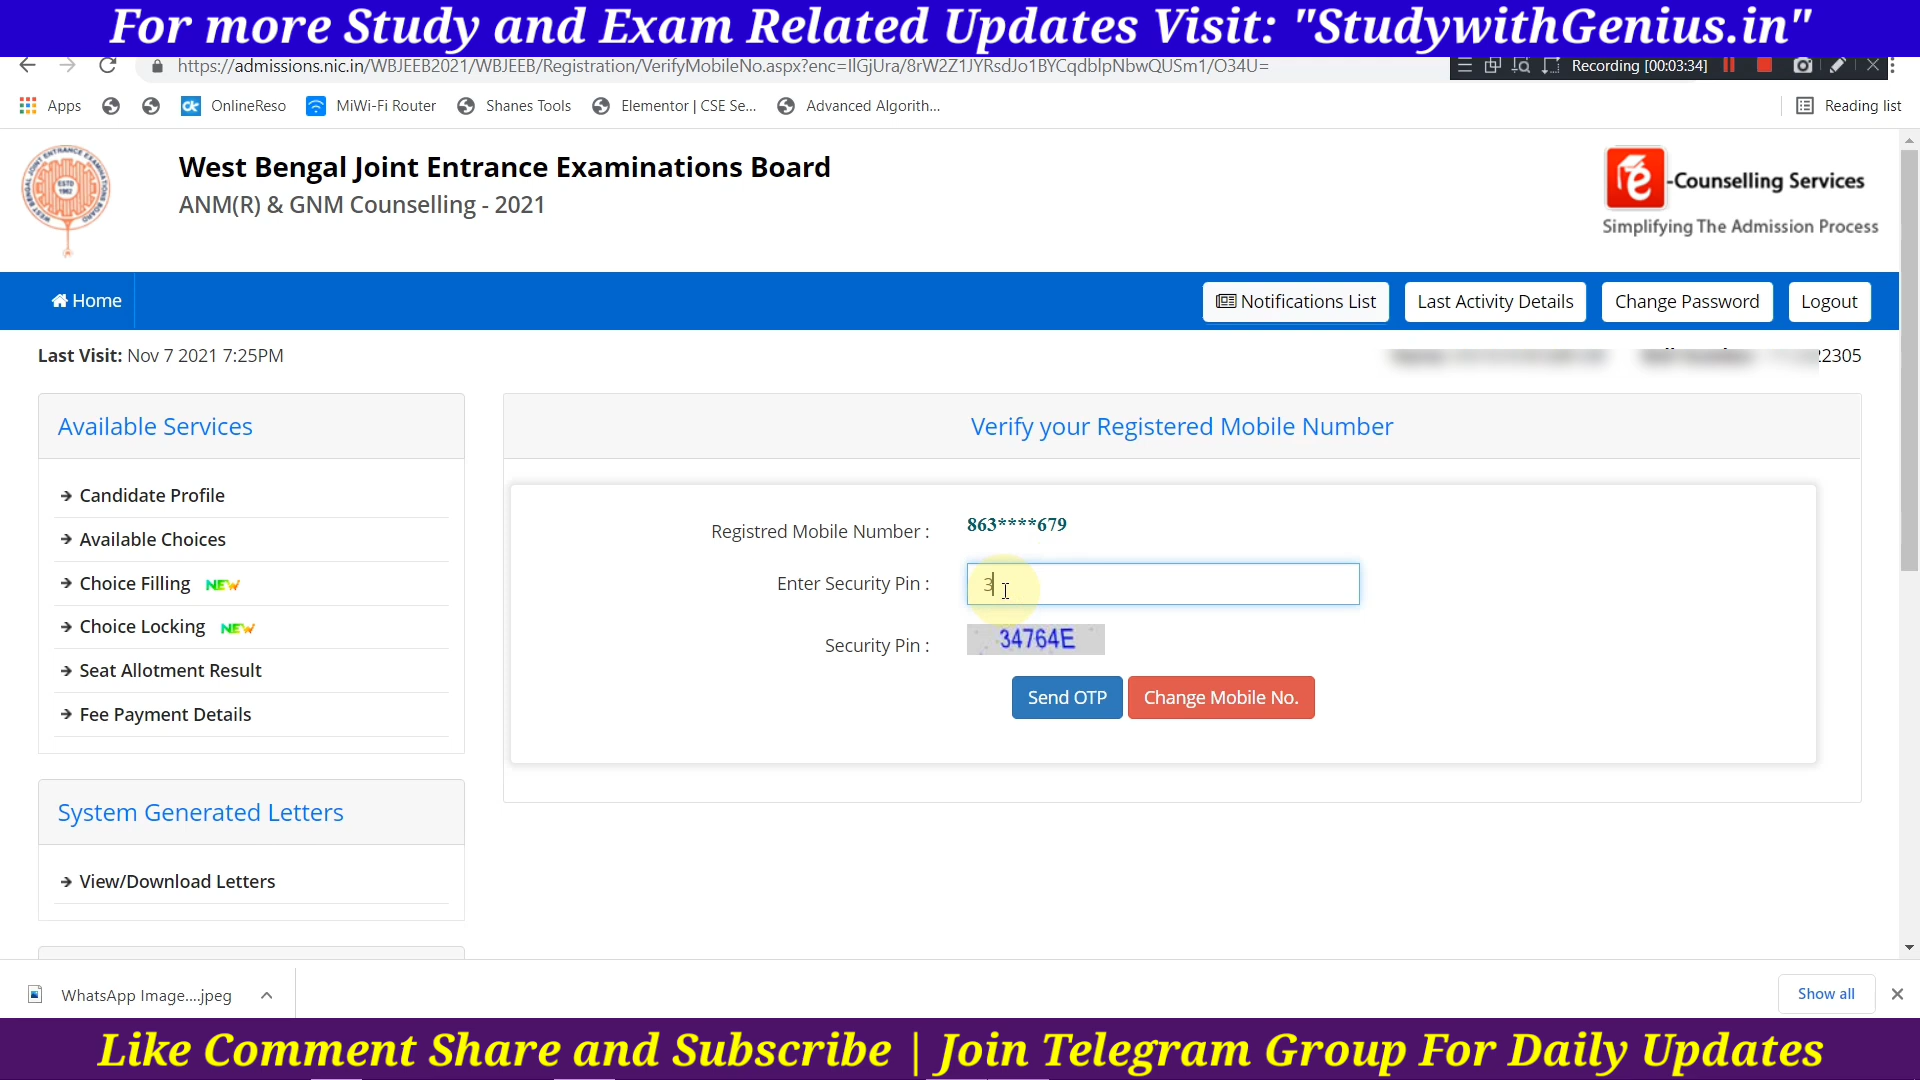 For more Study and Exam Related Updates Visit: "StudywithGenius.in"
https://admissions.nic.in/WBJEEB2021/WBJEEB/Registration/VerifyMobileNo.aspx?enc=IlGjUra/8rW2Z1JYRsdJo1BYCqdblpNbwQUSm1/O34U=
Recording [00:03:34]
Apps
OnlineReso
MiWi-Fi Router
Shanes Tools
Elementor | CSE Se...
Advanced Algorith...
Reading list
West Bengal Joint Entrance Examinations Board
ANM(R) & GNM Counselling - 2021
e-Counselling Services
Simplifying The Admission Process
Home
Notifications List
Last Activity Details
Change Password
Logout
Last Visit: Nov 7 2021 7:25PM
22305
Available Services
Candidate Profile
Available Choices
Choice Filling NEW
Choice Locking NEW
Seat Allotment Result
Fee Payment Details
System Generated Letters
View/Download Letters
Verify your Registered Mobile Number
Registred Mobile Number : 863****679
Enter Security Pin : 3
Security Pin : 34764E
Send OTP
Change Mobile No.
WhatsApp Image....jpeg
Show all
Like Comment Share and Subscribe | Join Telegram Group For Daily Updates